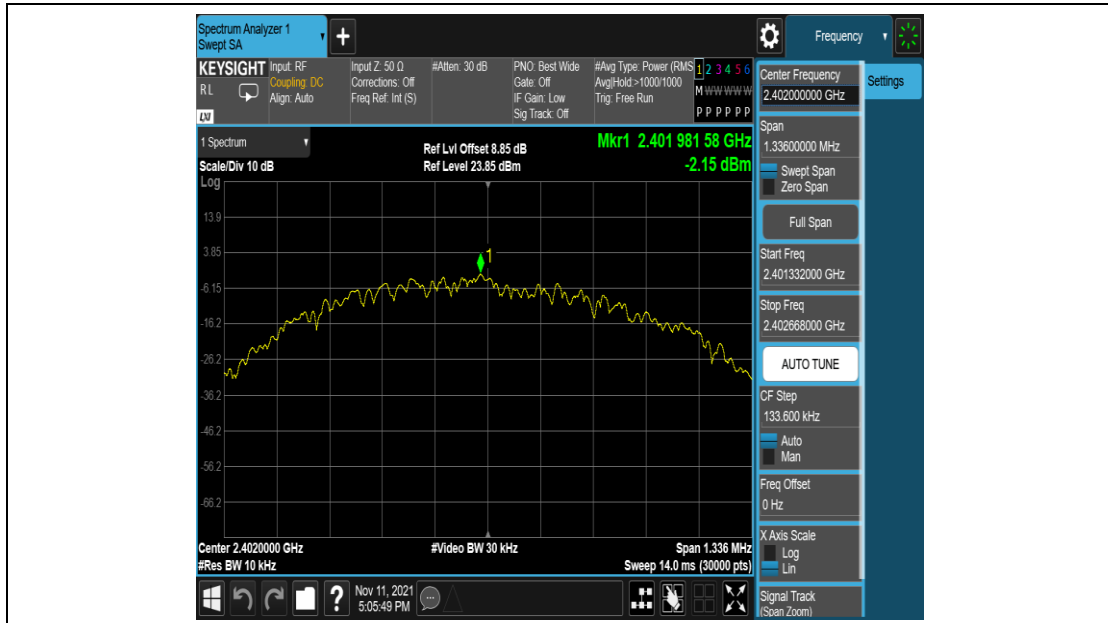 Spectrum Analyzer 1
Swept SA
+
Frequency
KEYSIGHT
RL
LXI
Input: RF
Coupling: DC
Align: Auto
Input Z: 50 Ω
Corrections: Off
Freq Ref: Int (S)
#Atten: 30 dB
PNO: Best Wide
Gate: Off
IF Gain: Low
Sig Track: Off
#Avg Type: Power (RMS
Avg|Hold:>1000/1000
Trig: Free Run
1 2 3 4 5 6
M W W W W W
P P P P P P
1 Spectrum
Scale/Div 10 dB
Log
Ref Lvl Offset 8.85 dB
Ref Level 23.85 dBm
Mkr1 2.401 981 58 GHz
-2.15 dBm
13.9
3.85
-6.15
-16.2
-26.2
-36.2
-46.2
-56.2
-66.2
1
Center 2.4020000 GHz
#Res BW 10 kHz
#Video BW 30 kHz
Span 1.336 MHz
Sweep 14.0 ms (30000 pts)
Nov 11, 2021
5:05:49 PM
?
Center Frequency
2.402000000 GHz
Settings
Span
1.33600000 MHz
Swept Span
Zero Span
Full Span
Start Freq
2.401332000 GHz
Stop Freq
2.402668000 GHz
AUTO TUNE
CF Step
133.600 kHz
Auto
Man
Freq Offset
0 Hz
X Axis Scale
Log
Lin
Signal Track
(Span Zoom)